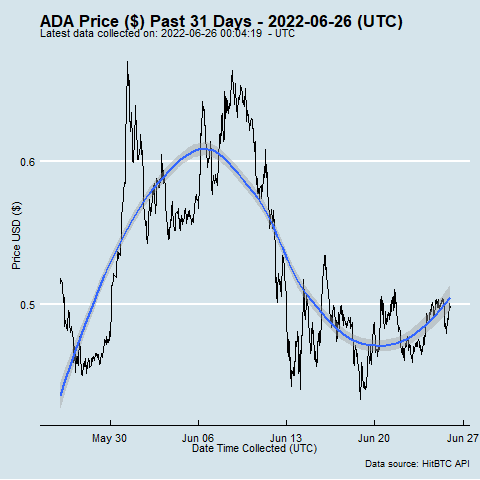 ADA Price ($) Past 31 Days - 2022-06-26 (UTC)
Latest data collected on: 2022-06-26 00:04:19 - UTC
0.6
Price USD ($)
0.5
May 30 Jun 06 Jun 13 Jun 20 Jun 27
Date Time Collected (UTC)
Data source: HitBTC API